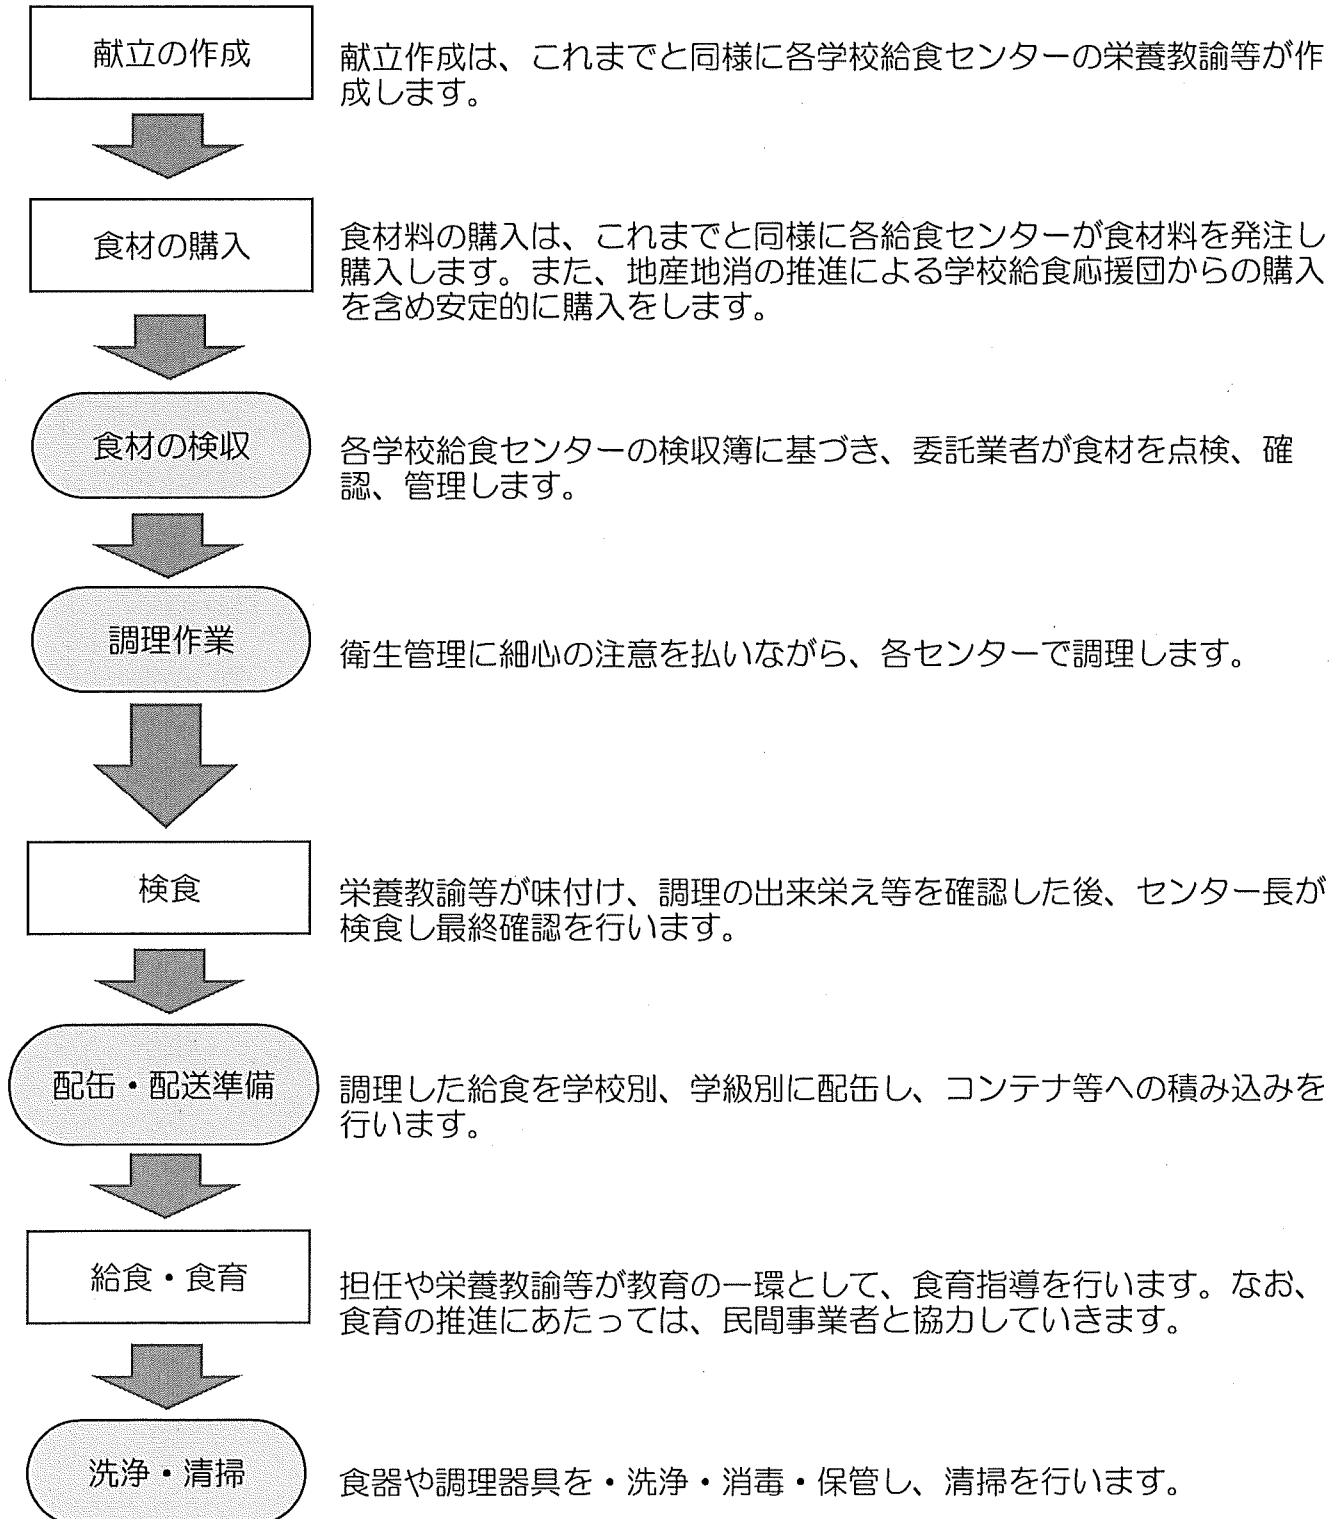 献立の作成
献立作成は、これまでと同様に各学校給食センターの栄養教諭等が作
成します。
食材の購入
食材料の購入は、これまでと同様に各給食センターが食材料を発注し
購入します。また、地産地消の推進による学校給食応援団からの購入
を含め安定的に購入をします。
食材の検収
各学校給食センターの検収簿に基づき、委託業者が食材を点検、確
認、管理します。
調理作業
衛生管理に細心の注意を払いながら、各センターで調理します。
検食
栄養教諭等が味付け、調理の出来栄え等を確認した後、センター長が
検食し最終確認を行います。
配缶・配送準備
調理した給食を学校別、学級別に配缶し、コンテナ等への積み込みを
行います。
給食・食育
担任や栄養教諭等が教育の一環として、食育指導を行います。なお、
食育の推進にあたっては、民間事業者と協力していきます。
洗浄・清掃
食器や調理器具を・洗浄・消毒・保管し、清掃を行います。